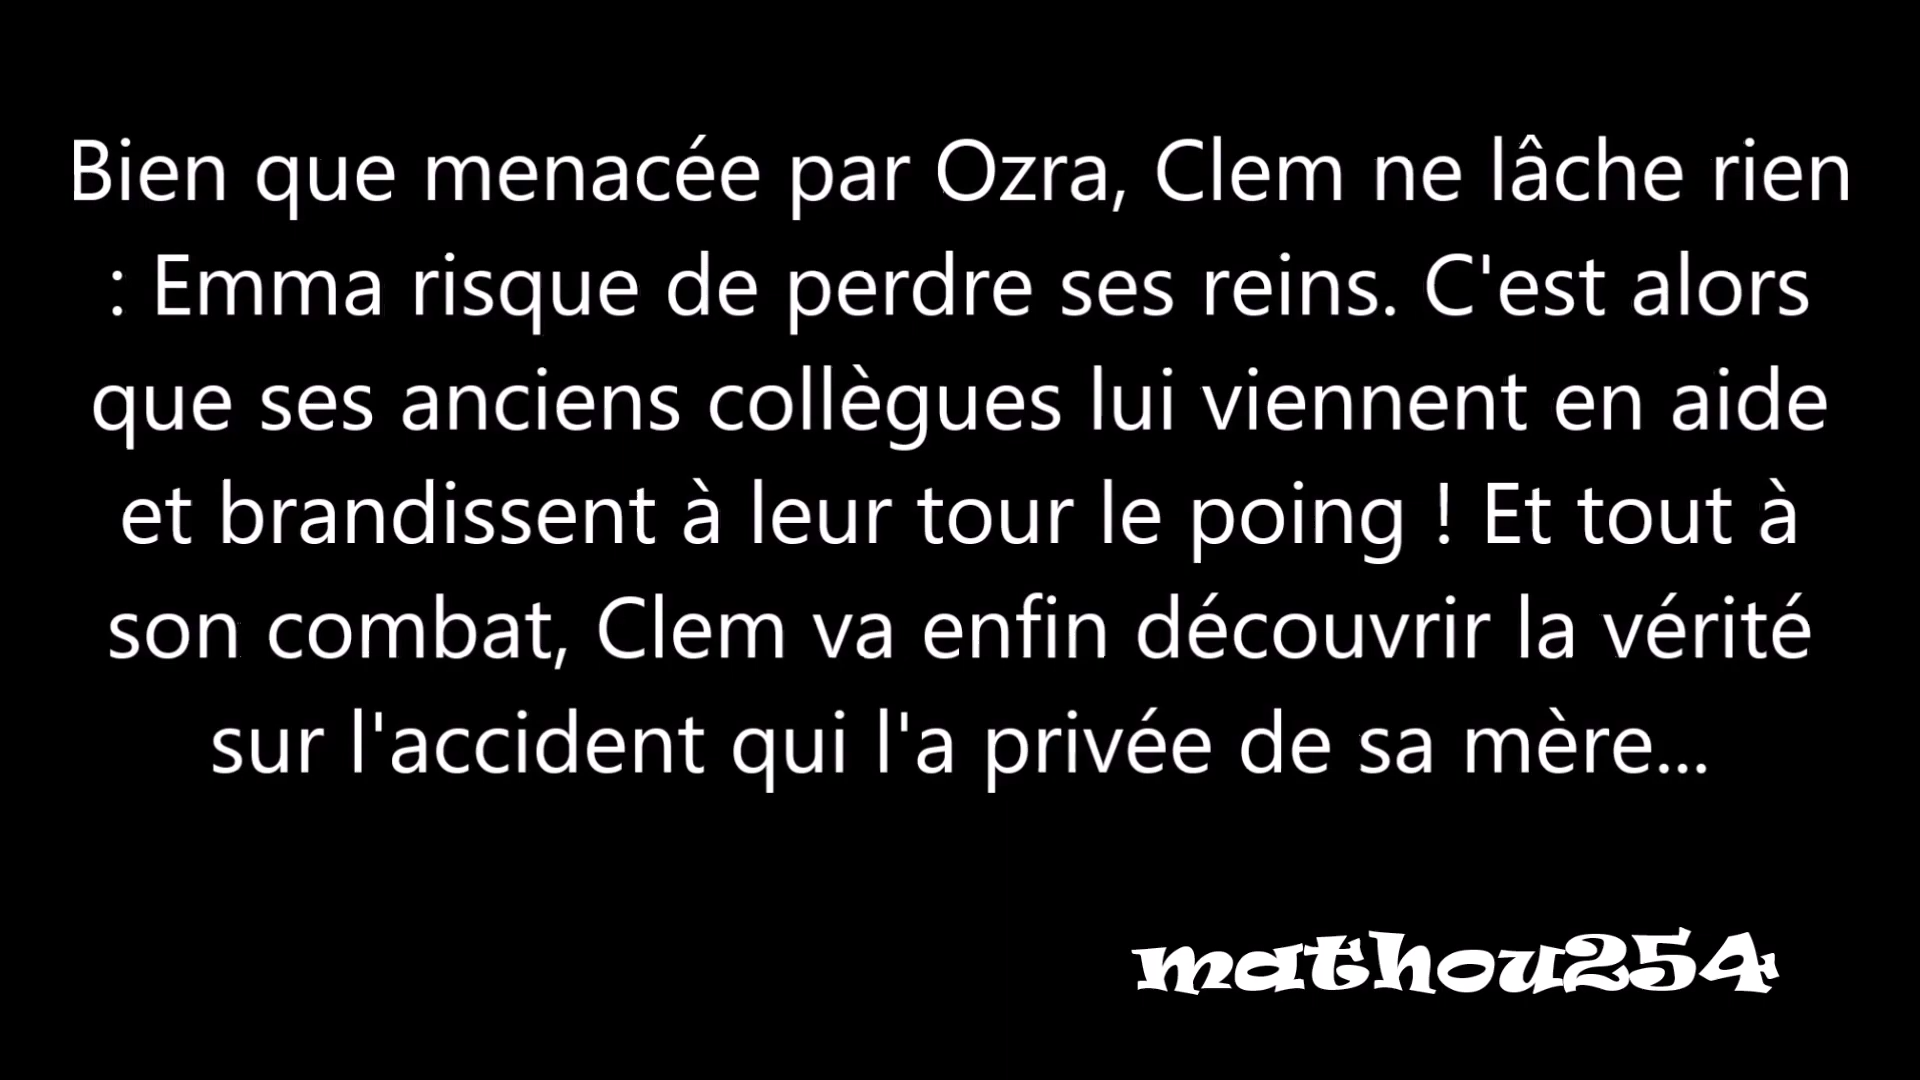 Bien que menacée par Ozra, Clem ne lâche rien
: Emma risque de perdre ses reins. C'est alors
que ses anciens collègues lui viennent en aide
et brandissent à leur tour le poing ! Et tout à
son combat, Clem va enfin découvrir la vérité
sur l'accident qui l'a privée de sa mère...
mathou254